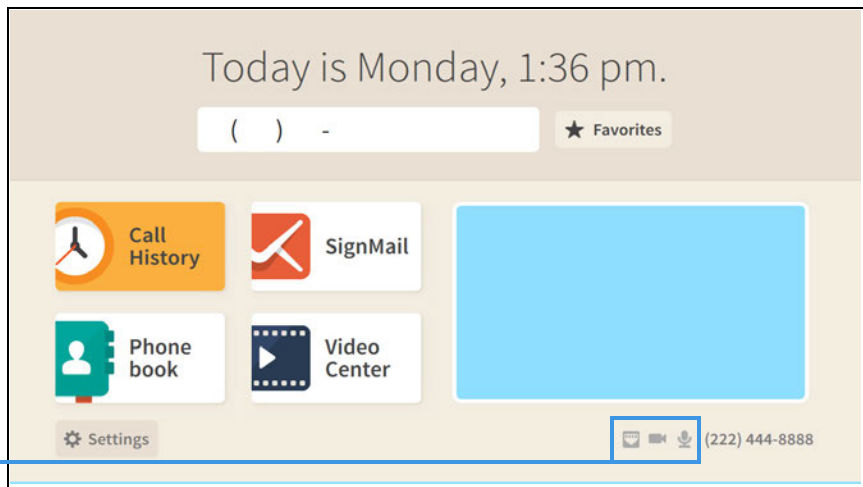 Today is Monday, 1:36 pm.
( ) -
Favorites
Call
History
SignMail
Phone
book
Video
Center
Settings
(222) 444-8888